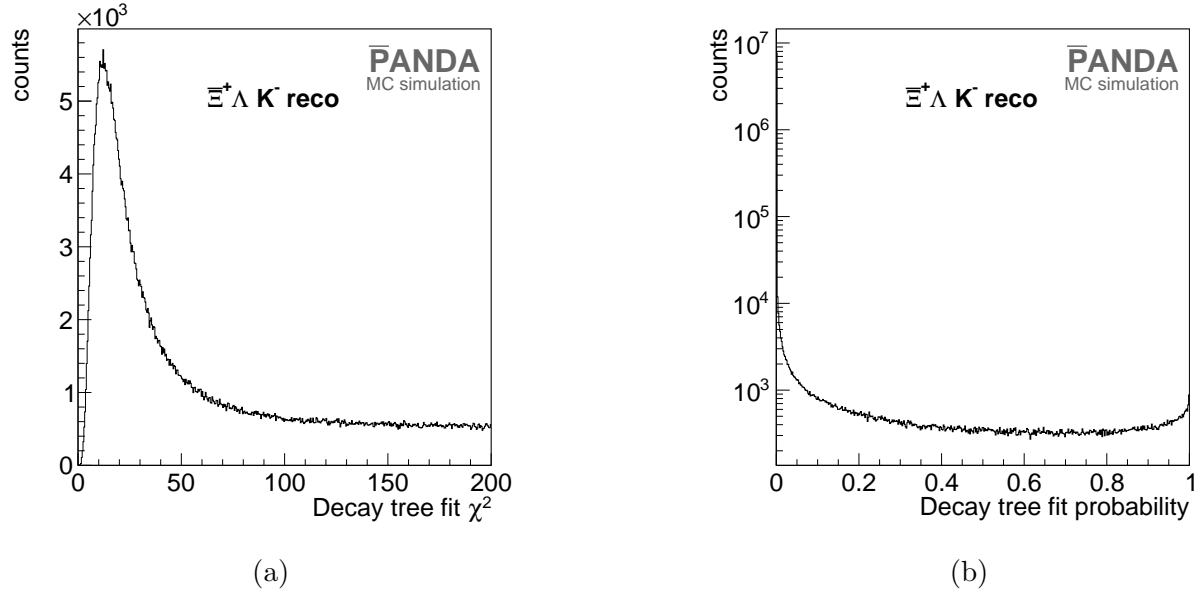 ×10³
counts
5
4
3
2
1
0
0 50 100 150 200
Decay tree fit χ²
Ξ̅⁺Λ K⁻ reco
P̅ANDA
MC simulation
(a)
counts
10⁷
10⁶
10⁵
10⁴
10³
0 0.2 0.4 0.6 0.8 1
Decay tree fit probability
Ξ̅⁺Λ K⁻ reco
P̅ANDA
MC simulation
(b)